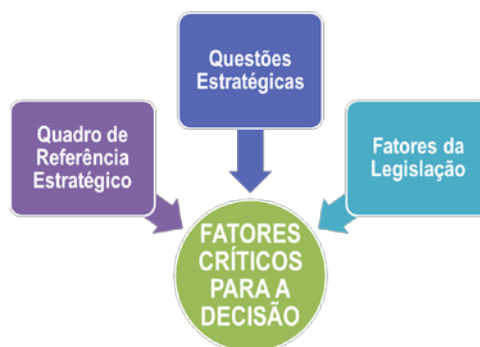 Questões
Estratégicas
Quadro de
Referência
Estratégico
Fatores da
Legislação
FATORES
CRÍTICOS
PARA A
DECISÃO